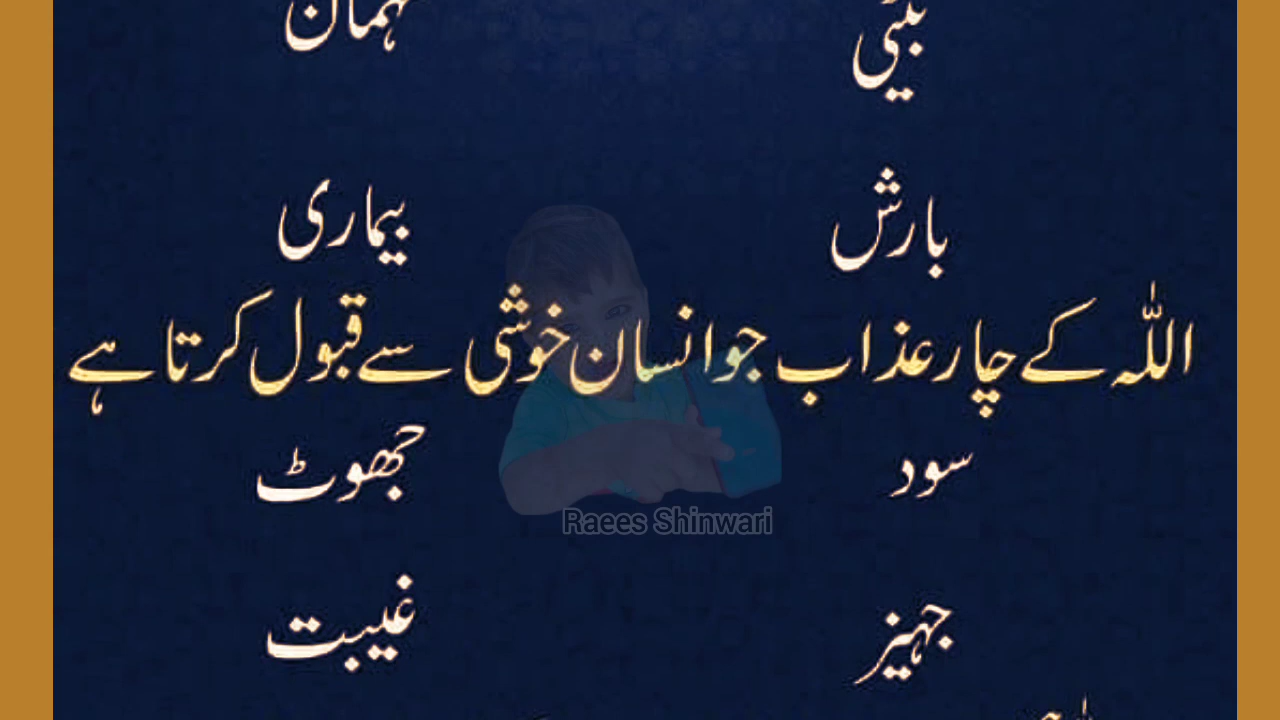 بیٹی مہمان
بارش بیماری
اللہ کے چار عذاب جو انسان خوشی سے قبول کرتا ہے
سود جھوٹ
Raees Shinwari
جہیز غیبت